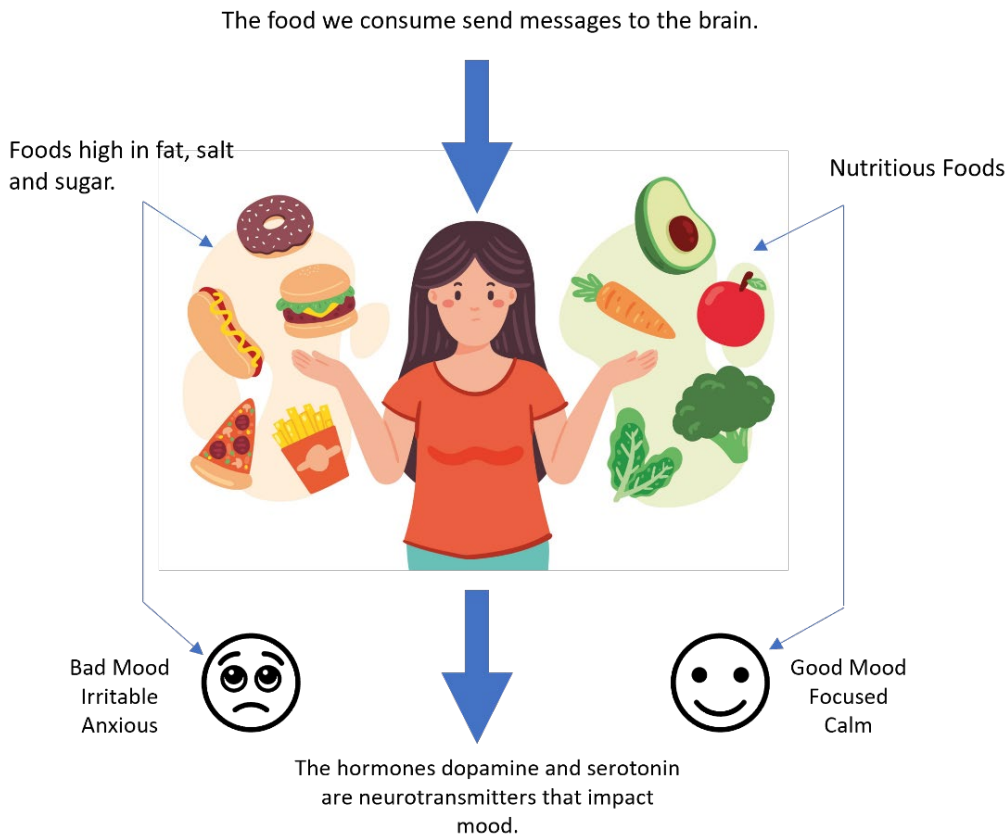 The food we consume send messages to the brain.
Foods high in fat, salt
and sugar.
Nutritious Foods
Bad Mood
Irritable
Anxious
Good Mood
Focused
Calm
The hormones dopamine and serotonin
are neurotransmitters that impact
mood.